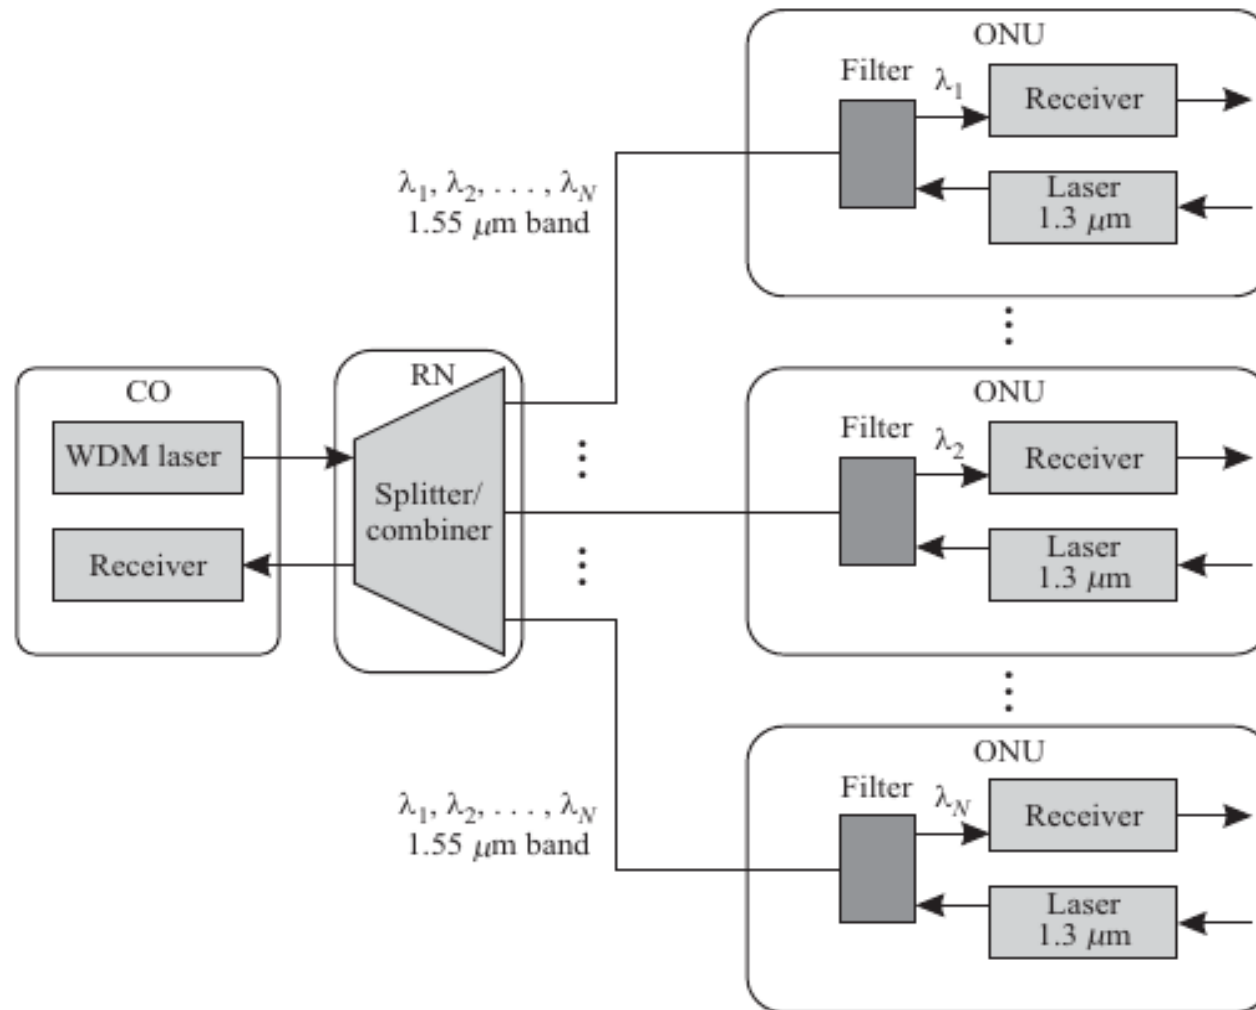 ONU
Filter
λ1
Receiver
Laser
1.3 μm
λ1, λ2, . . . , λN
1.55 μm band
CO
WDM laser
Receiver
RN
Splitter/
combiner
ONU
Filter
λ2
Receiver
Laser
1.3 μm
λ1, λ2, . . . , λN
1.55 μm band
ONU
Filter
λN
Receiver
Laser
1.3 μm